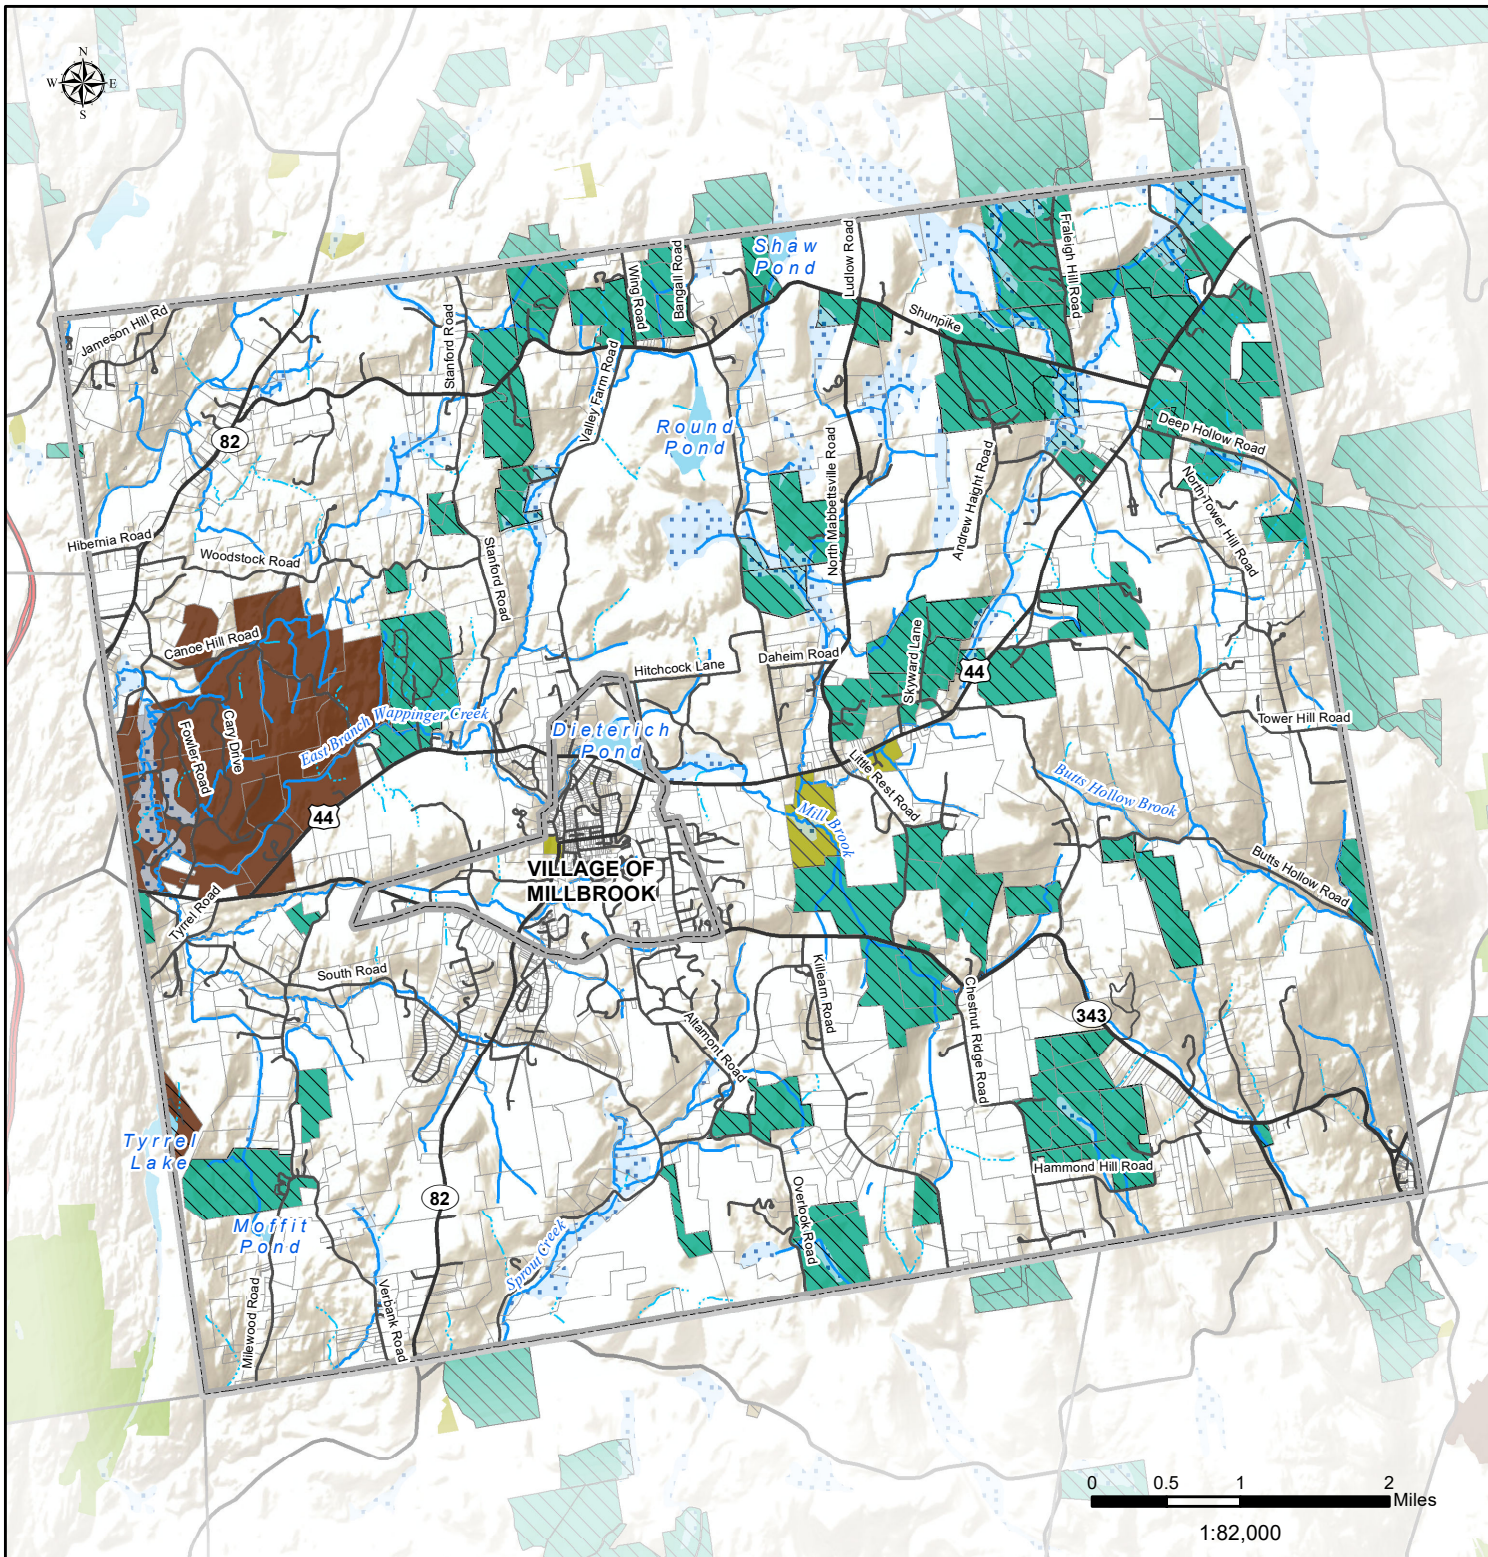 N
W E
S
Shaw
Pond
Ludlow Road
Fraleigh Hill Road
Wing Road
Bangall Road
Shunpike
Jameson Hill Rd
Stanford Road
Valley Farm Road
82
Round
Pond
Deep Hollow Road
North Mabbettsville Road
Andrew Height Road
North Tower Hill Road
Hibernia Road
Woodstock Road
Stanford Road
Canoe Hill Road
Hitchcock Lane
Daheim Road
Skyward Lane
44
Fowler Road
Cary Drive
East Branch Wappinger Creek
Dieterich
Pond
Tower Hill Road
Little Rest Road
Butts Hollow Brook
44
Mill Brook
VILLAGE OF
MILLBROOK
Butts Hollow Road
Tyrrel Road
South Road
Killearn Road
Chestnut Ridge Road
343
Altamont Road
Tyrrel
Lake
Hammond Hill Road
82
Moffit
Pond
Overlook Road
Sprout Creek
Milewood Road
Verbank Road
0 0.5 1 2
Miles
1:82,000